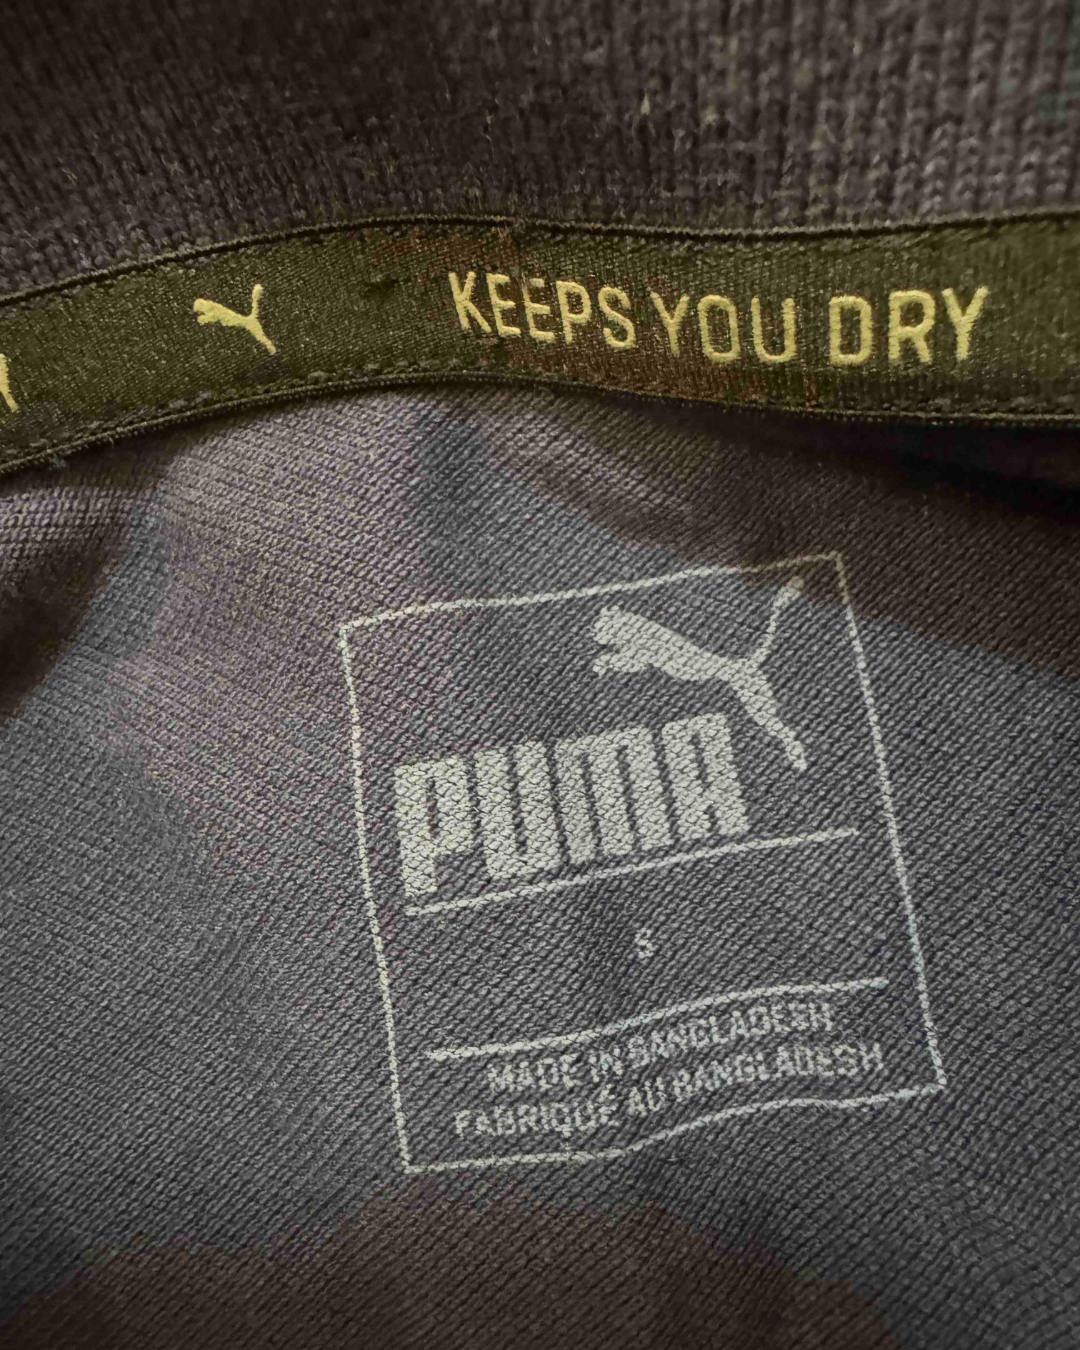 KEEPS YOU DRY
PUMA
S
MADE IN BANGLADESH
FABRIQUÉ AU BANGLADESH